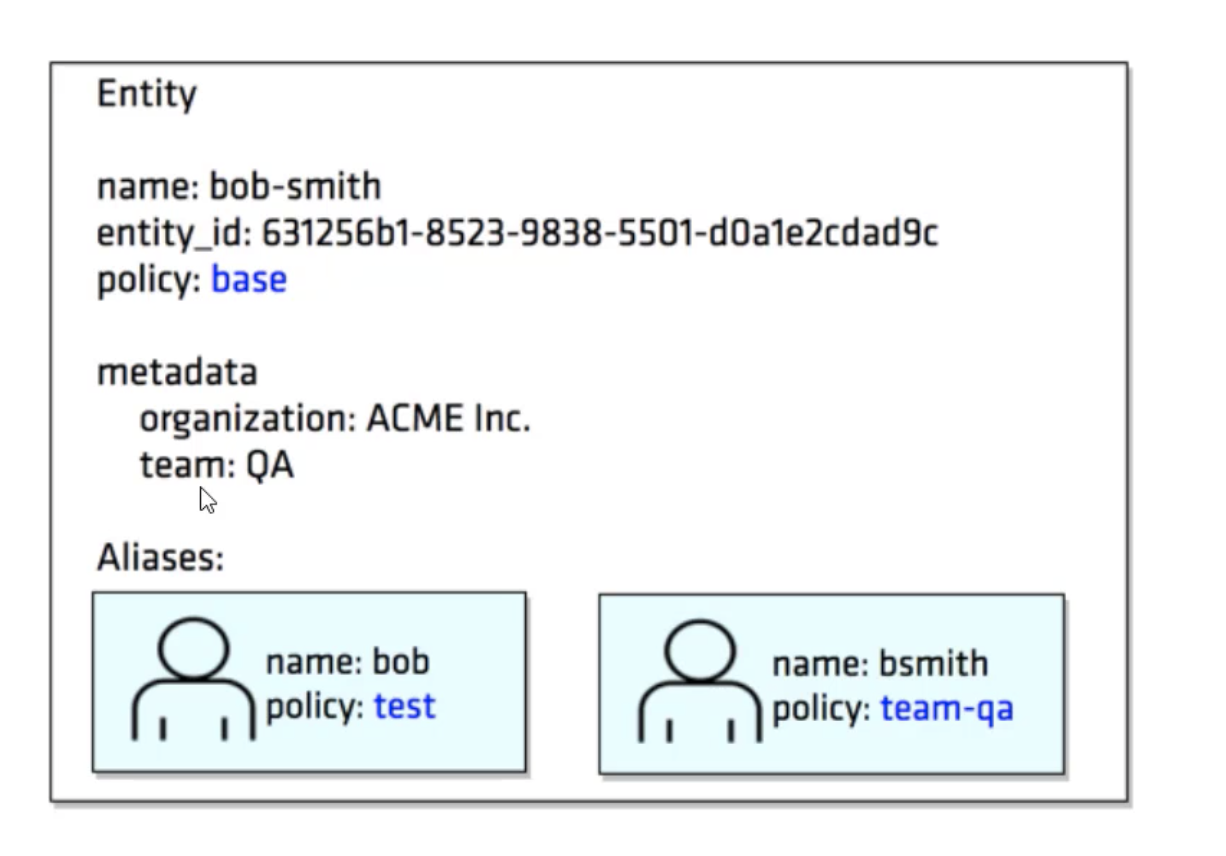 Entity
name: bob-smith
entity_id: 631256b1-8523-9838-5501-d0a1e2cdad9c
policy: base
metadata
organization: ACME Inc.
team: QA
Aliases:
name: bob
policy: test
name: bsmith
policy: team-qa